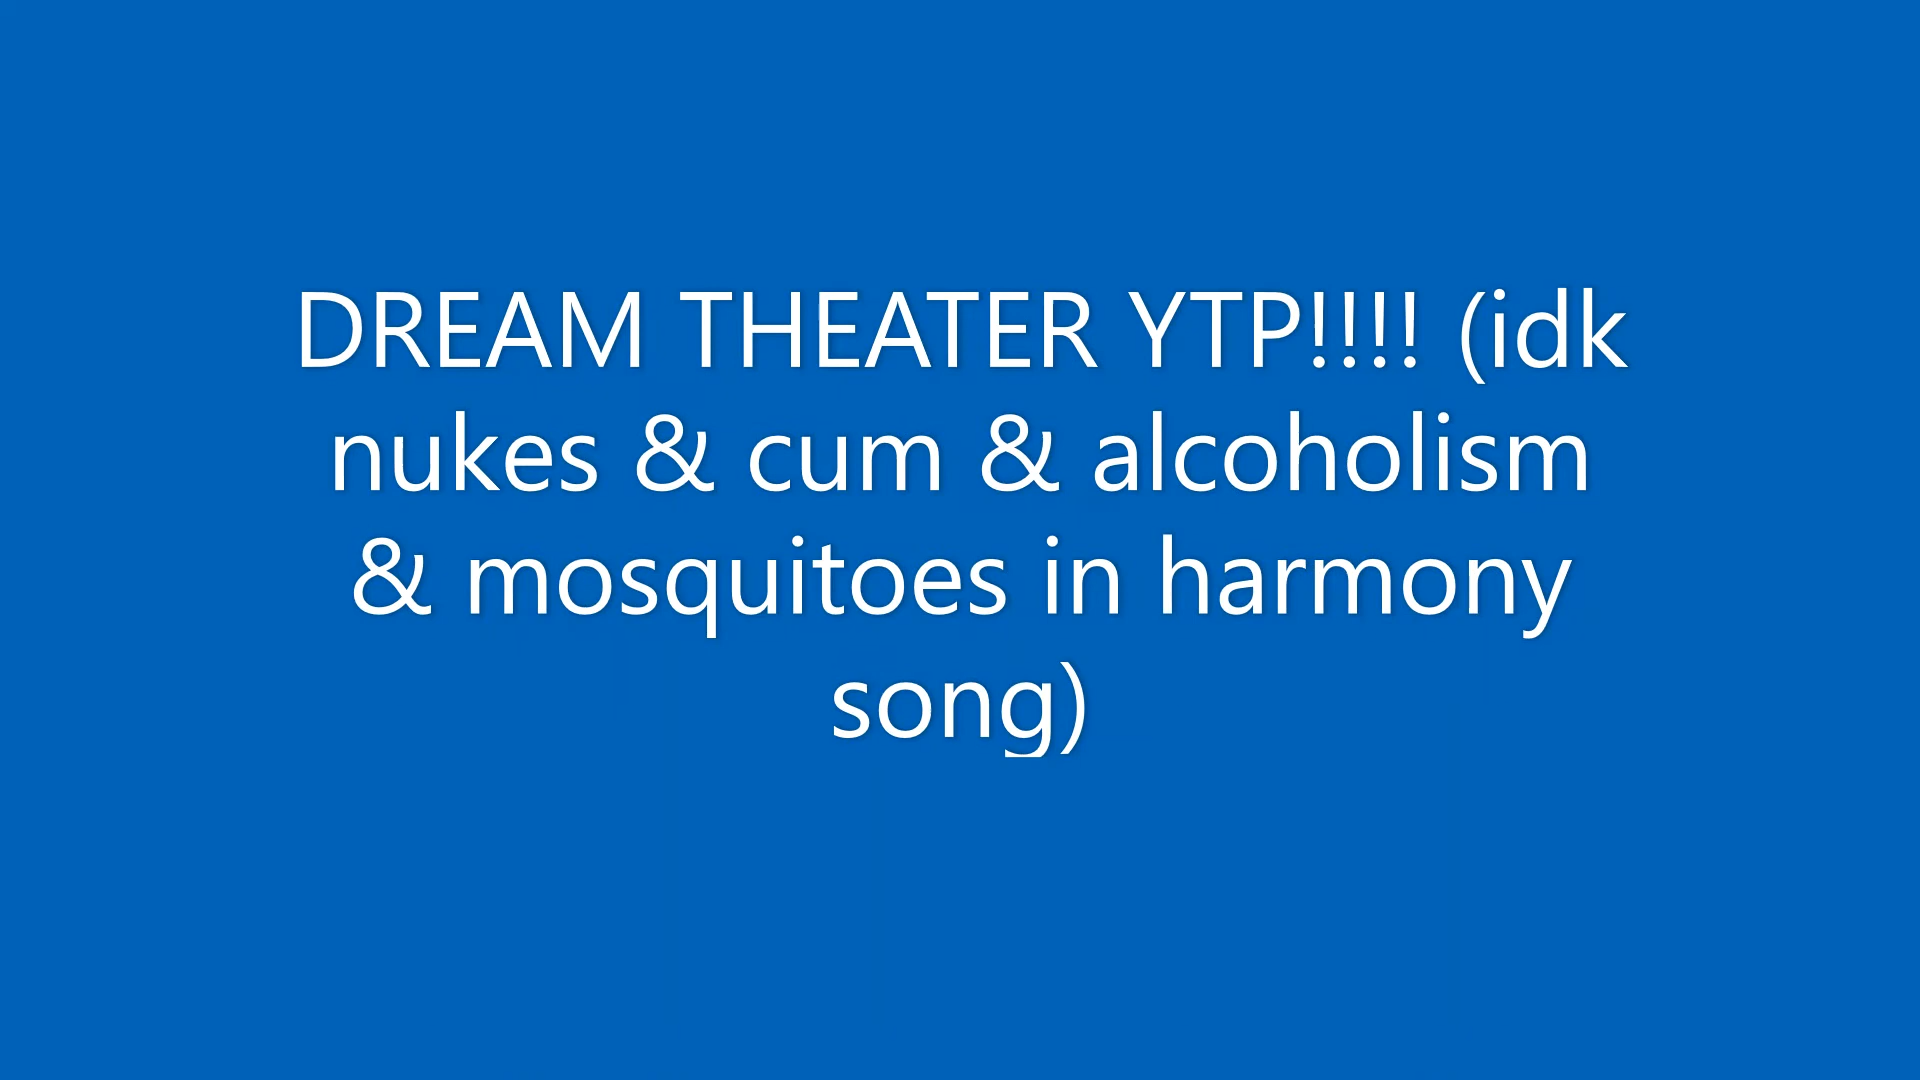 DREAM THEATER YTP!!!! (idk
nukes & cum & alcoholism
& mosquitoes in harmony
song)